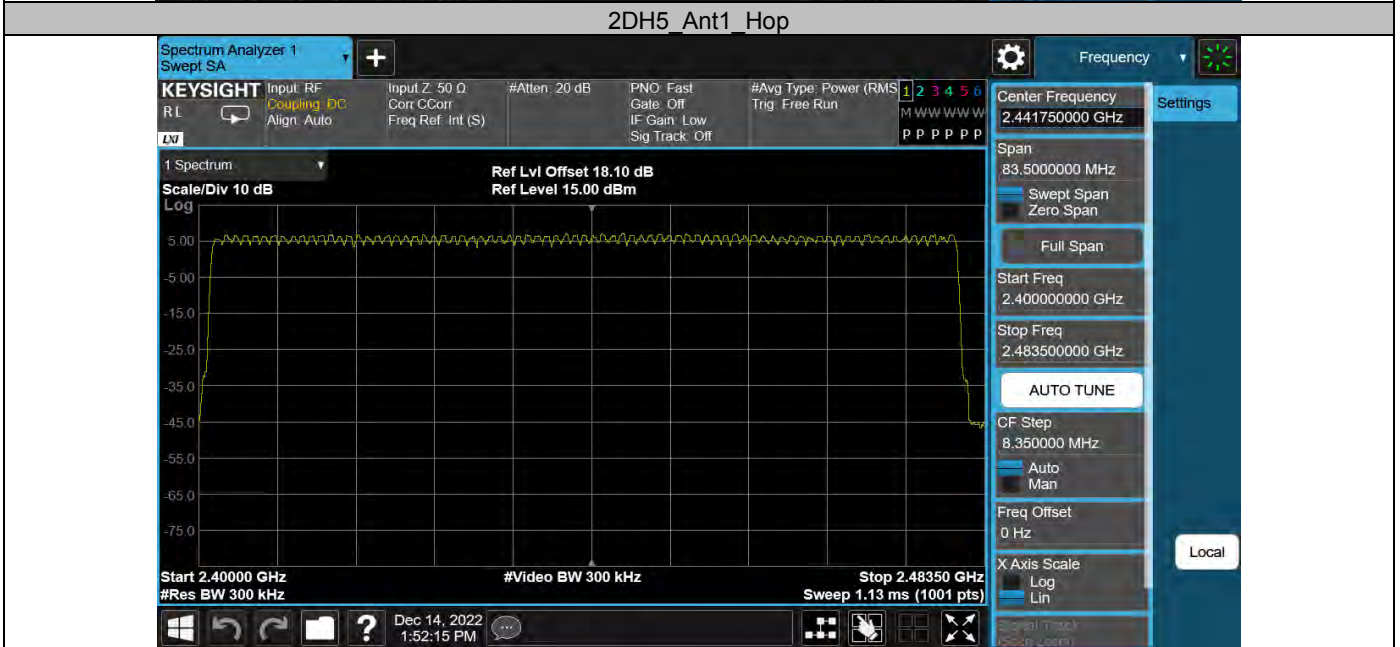 2DH5_Ant1_Hop
Spectrum Analyzer 1
Swept SA
Frequency
KEYSIGHT
R L
LXI
Input: RF
Coupling: DC
Align: Auto
Input Z: 50 Ω
Corr CCorr
Freq Ref: Int (S)
#Atten: 20 dB
PNO: Fast
Gate: Off
IF Gain: Low
Sig Track: Off
#Avg Type: Power (RMS
Trig: Free Run
1 2 3 4 5 6
M W W W W W
P P P P P P
1 Spectrum
Scale/Div 10 dB
Ref Lvl Offset 18.10 dB
Ref Level 15.00 dBm
Log
5.00
-5.00
-15.0
-25.0
-35.0
-45.0
-55.0
-65.0
-75.0
Start 2.40000 GHz
#Res BW 300 kHz
#Video BW 300 kHz
Stop 2.48350 GHz
Sweep 1.13 ms (1001 pts)
Center Frequency
2.441750000 GHz
Settings
Span
83.5000000 MHz
Swept Span
Zero Span
Full Span
Start Freq
2.400000000 GHz
Stop Freq
2.483500000 GHz
AUTO TUNE
CF Step
8.350000 MHz
Auto
Man
Freq Offset
0 Hz
X Axis Scale
Log
Lin
Local
Dec 14, 2022
1:52:15 PM